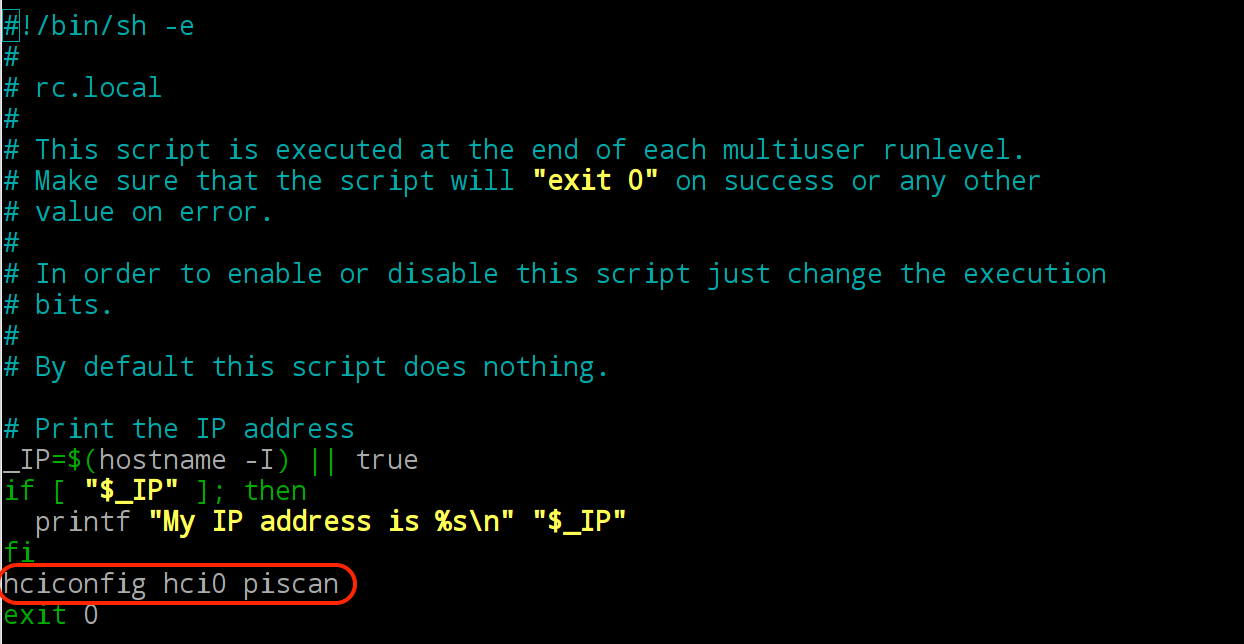 #!/bin/sh -e
#
# rc.local
#
# This script is executed at the end of each multiuser runlevel.
# Make sure that the script will "exit 0" on success or any other
# value on error.
#
# In order to enable or disable this script just change the execution
# bits.
#
# By default this script does nothing.

# Print the IP address
_IP=$(hostname -I) || true
if [ "$_IP" ]; then
  printf "My IP address is %s\n" "$_IP"
fi
hciconfig hci0 piscan
exit 0